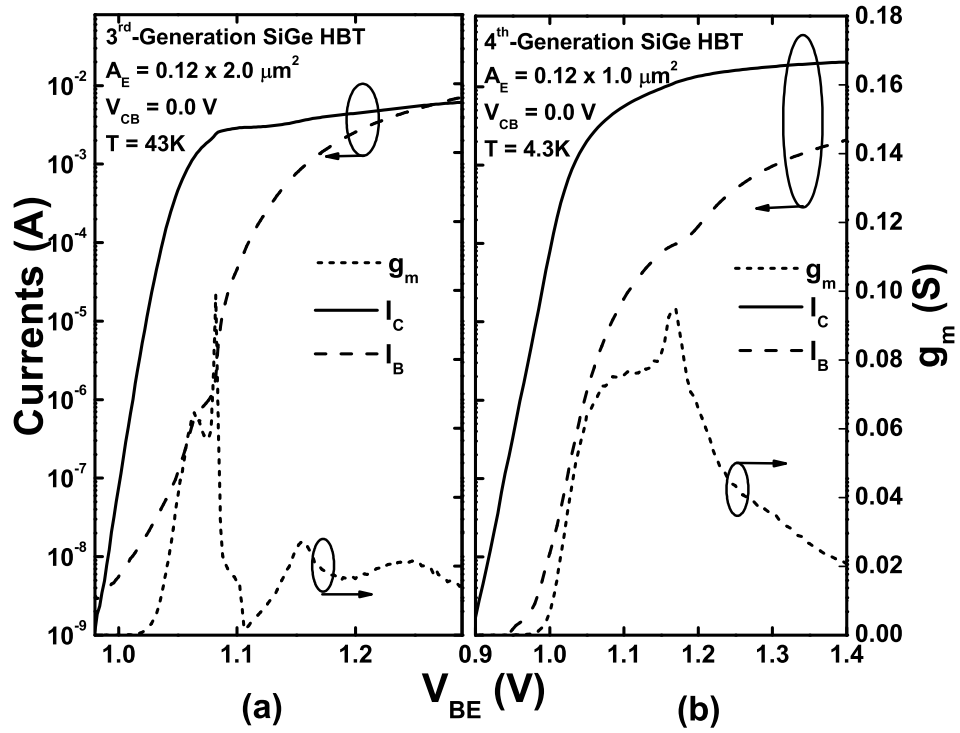 3rd-Generation SiGe HBT
AE = 0.12 x 2.0 μm2
VCB = 0.0 V
T = 43K
4th-Generation SiGe HBT
AE = 0.12 x 1.0 μm2
VCB = 0.0 V
T = 4.3K
Currents (A)
10-2
10-3
10-4
10-5
10-6
10-7
10-8
10-9
gm
IC
IB
gm
IC
IB
gm (S)
0.18
0.16
0.14
0.12
0.10
0.08
0.06
0.04
0.02
0.00
1.0 1.1 1.2
0.9 1.0 1.1 1.2 1.3 1.4
VBE (V)
(a)
(b)